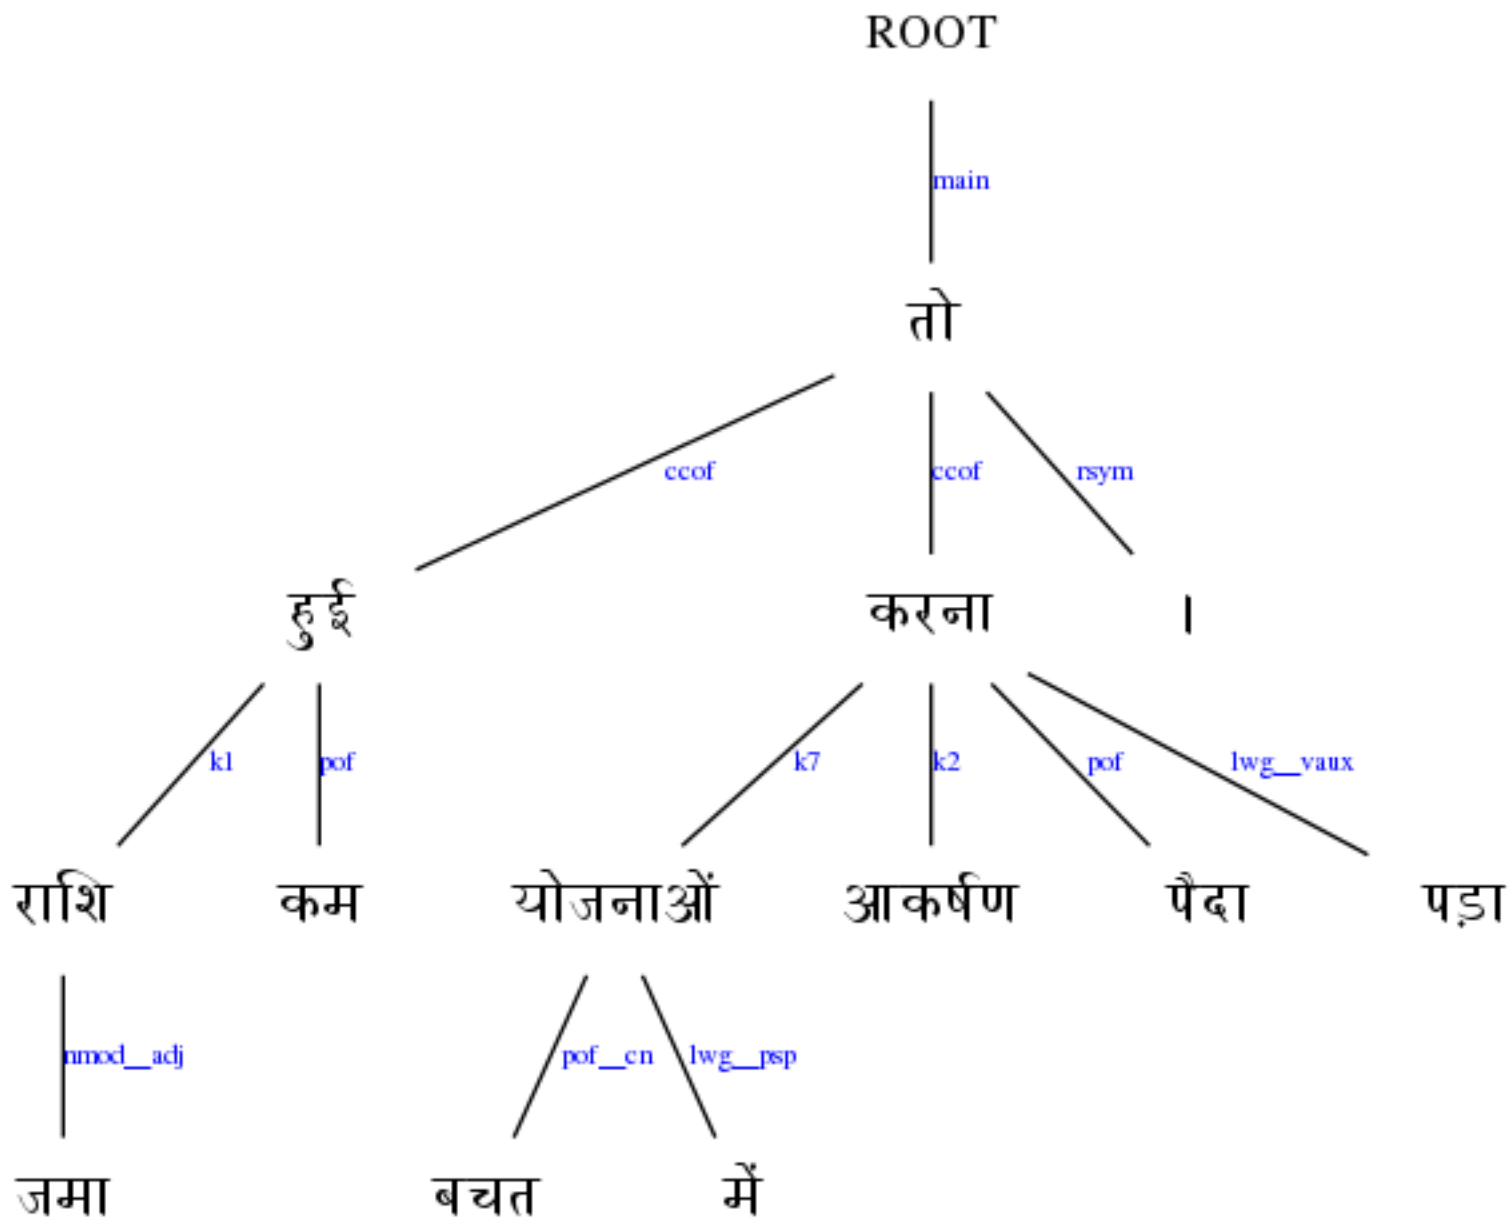 ROOT
main
तो
ccof ccof rsym
हुई करना ।
k1 pof k7 k2 pof lwg__vaux
राशि कम योजनाओं आकर्षण पैदा पड़ा
nmod__adj pof__cn lwg__psp
जमा बचत में